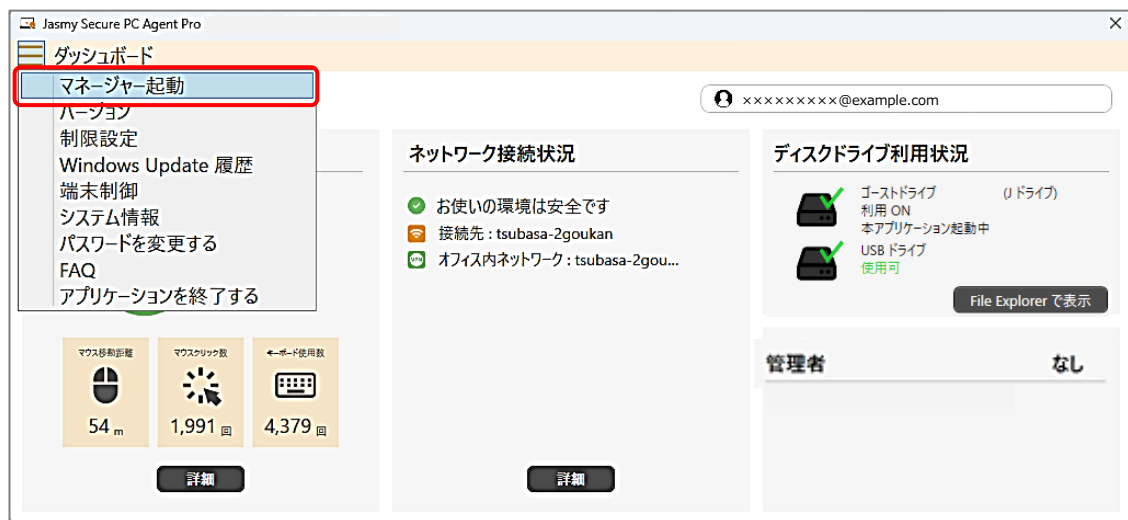 Jasmy Secure PC Agent Pro
ダッシュボード
マネージャー起動
バージョン
制限設定
Windows Update 履歴
端末制御
システム情報
パスワードを変更する
FAQ
アプリケーションを終了する
×××××××××@example.com
マウス移動距離
54 m
マウスクリック数
1,991 回
キーボード使用数
4,379 回
詳細
ネットワーク接続状況
お使いの環境は安全です
接続先 : tsubasa-2goukan
VPN
オフィス内ネットワーク : tsubasa-2gou...
詳細
ディスクドライブ利用状況
ゴーストドライブ (J ドライブ)
利用 ON
本アプリケーション起動中
USB ドライブ
使用可
File Explorer で表示
管理者 なし